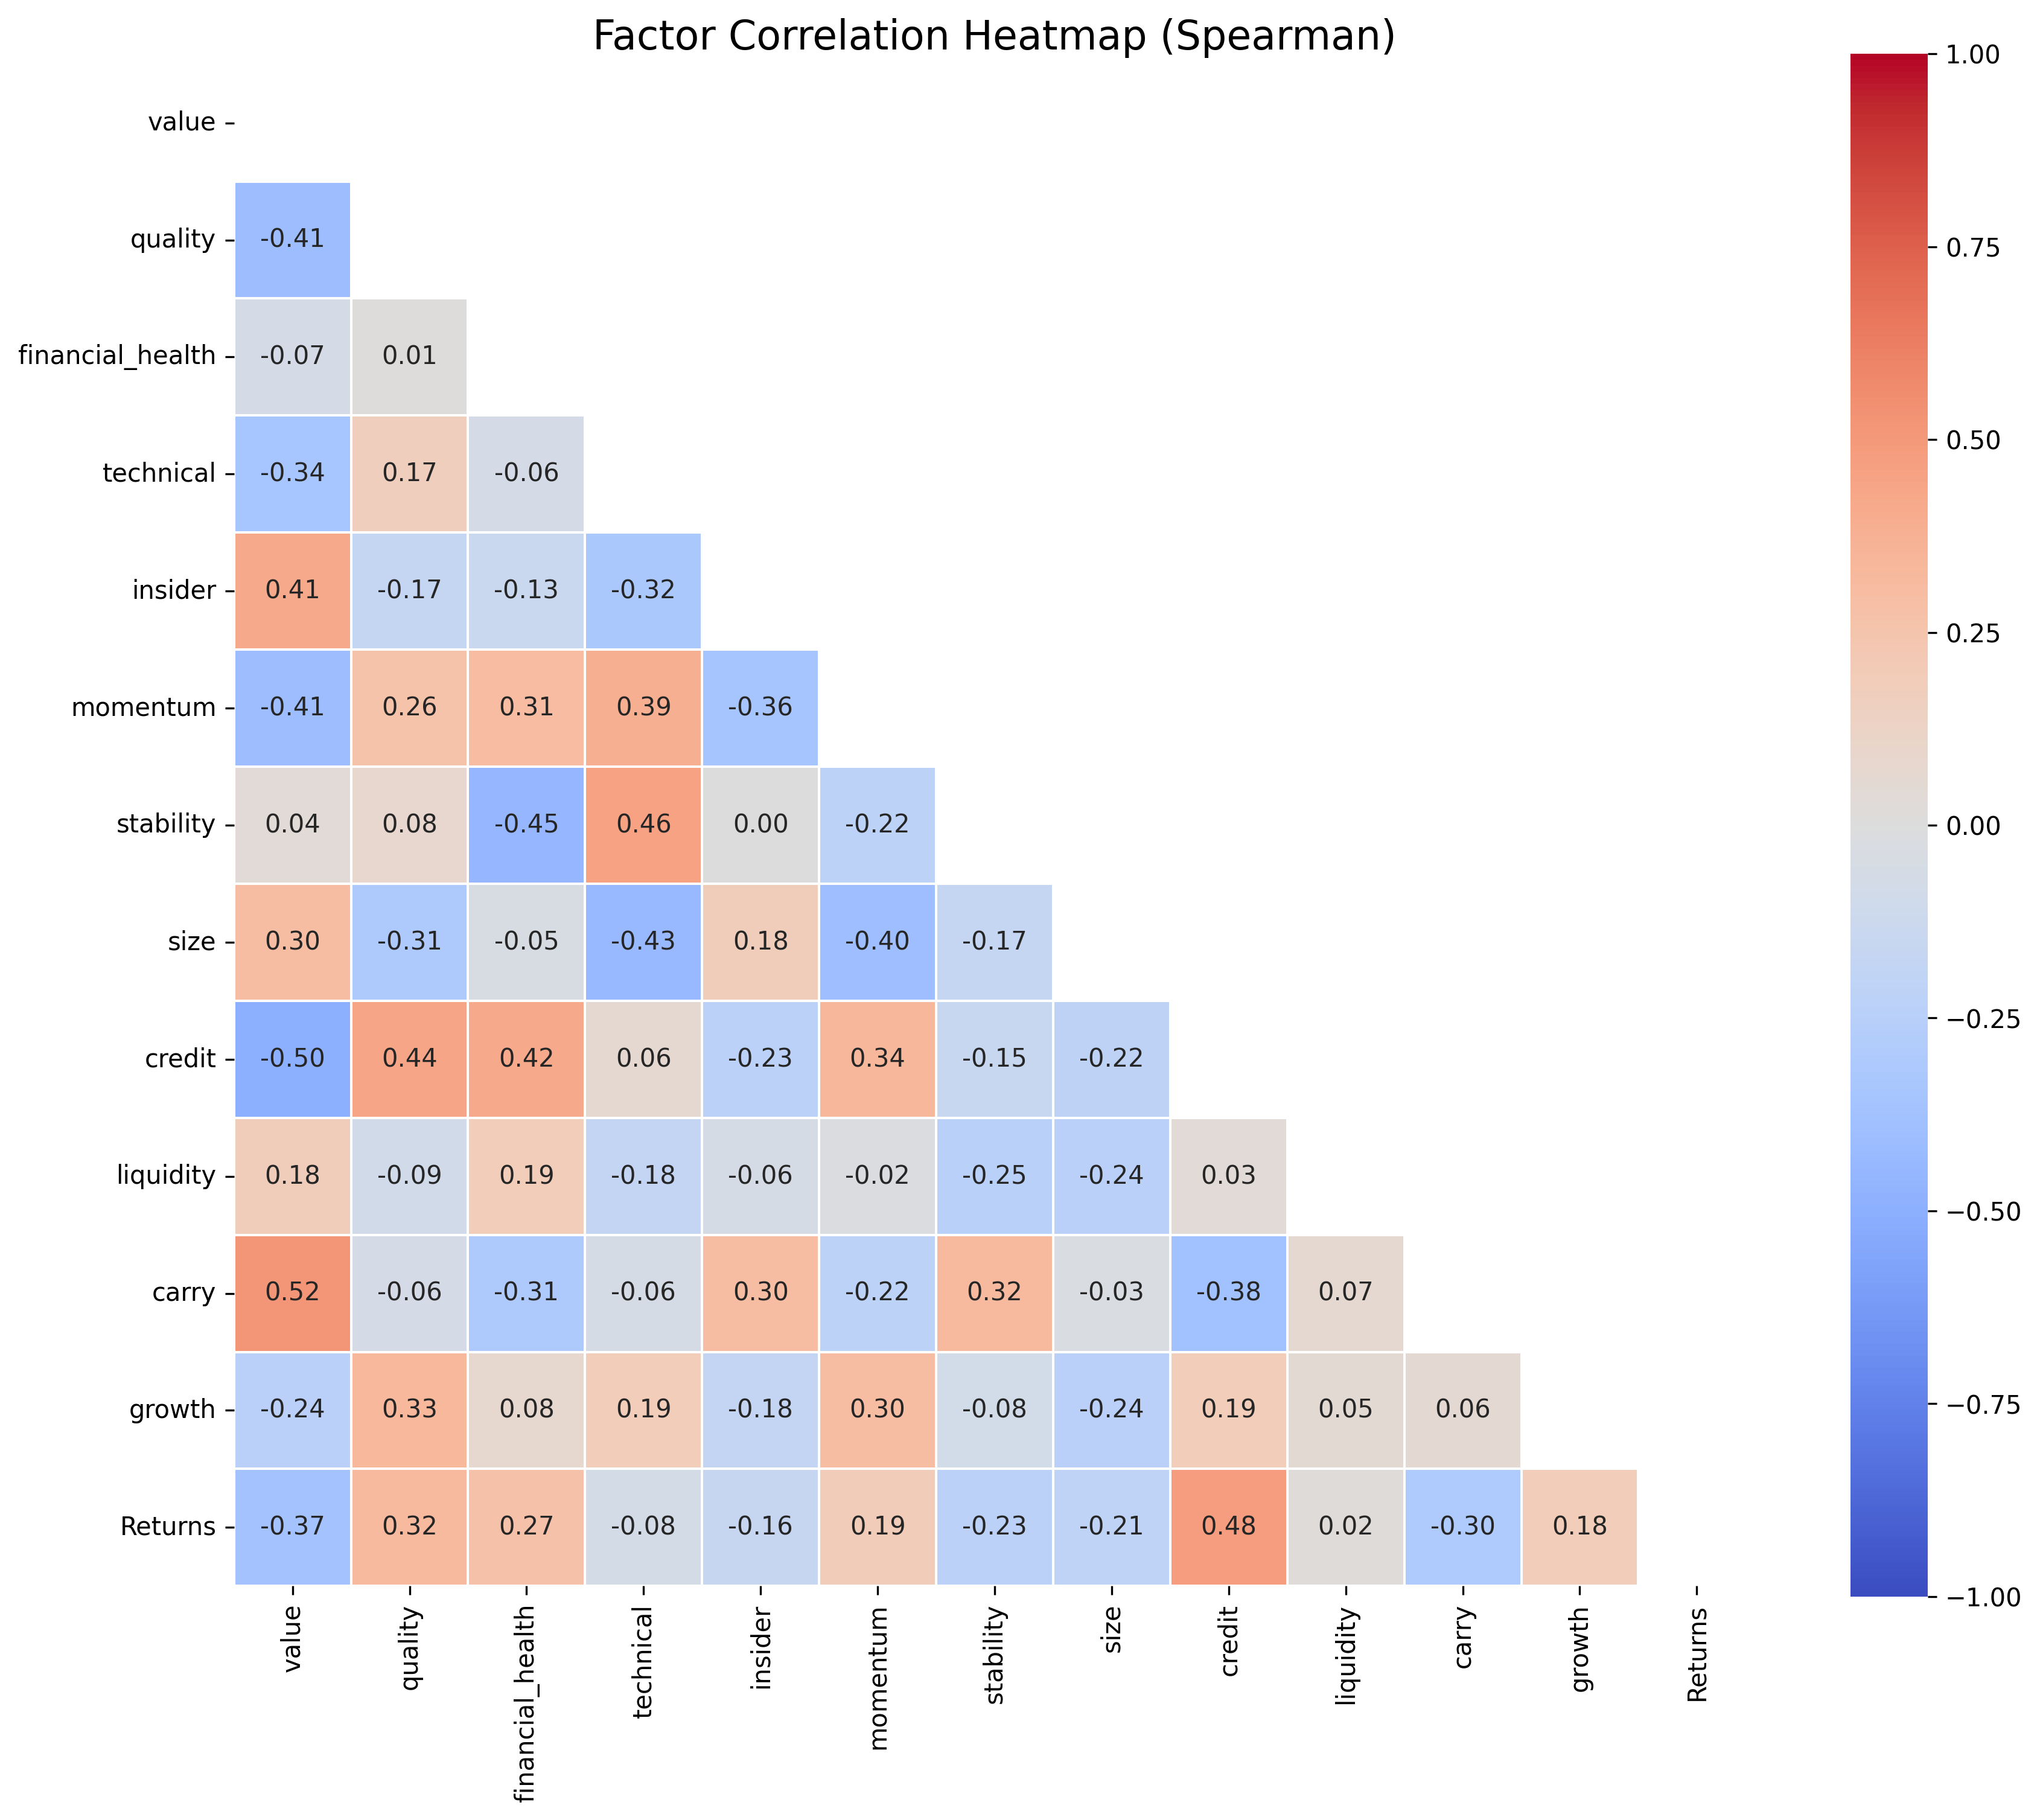 Factor Correlation Heatmap (Spearman)
value
quality -0.41
financial_health -0.07 0.01
technical -0.34 0.17 -0.06
insider 0.41 -0.17 -0.13 -0.32
momentum -0.41 0.26 0.31 0.39 -0.36
stability 0.04 0.08 -0.45 0.46 0.00 -0.22
size 0.30 -0.31 -0.05 -0.43 0.18 -0.40 -0.17
credit -0.50 0.44 0.42 0.06 -0.23 0.34 -0.15 -0.22
liquidity 0.18 -0.09 0.19 -0.18 -0.06 -0.02 -0.25 -0.24 0.03
carry 0.52 -0.06 -0.31 -0.06 0.30 -0.22 0.32 -0.03 -0.38 0.07
growth -0.24 0.33 0.08 0.19 -0.18 0.30 -0.08 -0.24 0.19 0.05 0.06
Returns -0.37 0.32 0.27 -0.08 -0.16 0.19 -0.23 -0.21 0.48 0.02 -0.30 0.18
value
quality
financial_health
technical
insider
momentum
stability
size
credit
liquidity
carry
growth
Returns
1.00
0.75
0.50
0.25
0.00
−0.25
−0.50
−0.75
−1.00